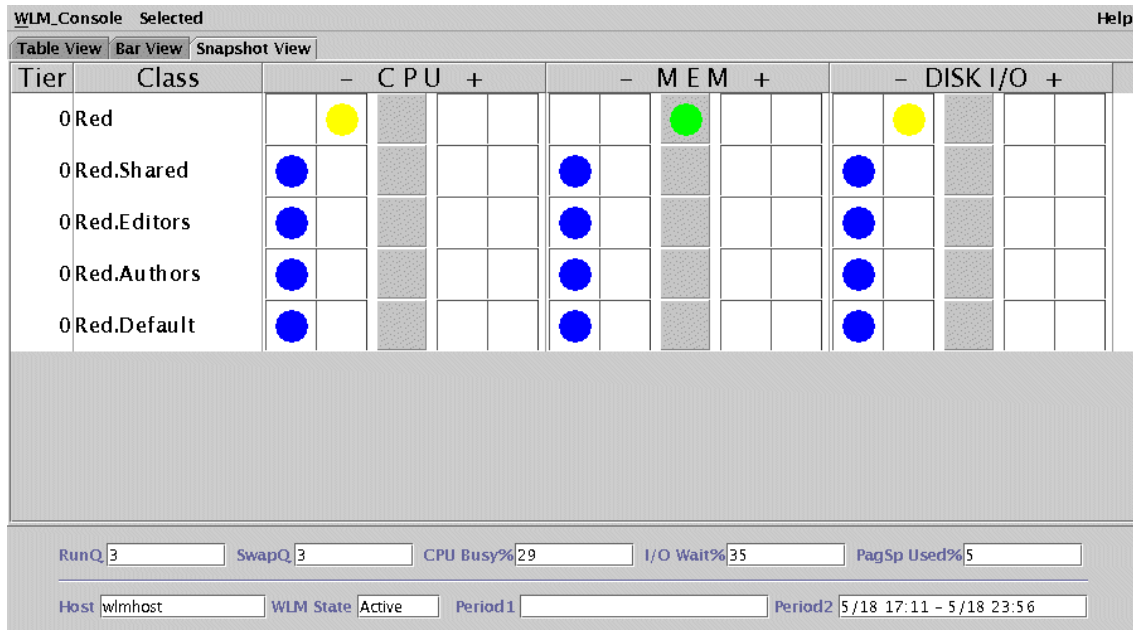 WLM_Console Selected Help
Table View Bar View Snapshot View
Tier Class - CPU + - MEM + - DISK I/O +
0 Red
0 Red.Shared
0 Red.Editors
0 Red.Authors
0 Red.Default
RunQ 3 SwapQ 3 CPU Busy% 29 I/O Wait% 35 PagSp Used% 5
Host wlmhost WLM State Active Period1 Period2 5/18 17:11 - 5/18 23:56